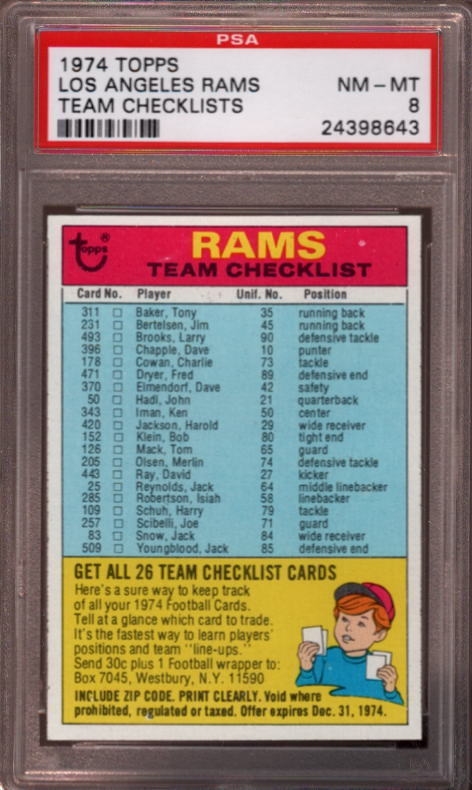 PSA
1974 TOPPS
LOS ANGELES RAMS NM - MT
TEAM CHECKLISTS 8
24398643
Topps®
RAMS
TEAM CHECKLIST
Card No. Player Unif. No. Position
311 □ Baker, Tony 35 running back
231 □ Bertelsen, Jim 45 running back
493 □ Brooks, Larry 90 defensive tackle
396 □ Chapple, Dave 10 punter
178 □ Cowan, Charlie 73 tackle
471 □ Dryer, Fred 89 defensive end
370 □ Elmendorf, Dave 42 safety
50 □ Hadl, John 21 quarterback
343 □ Iman, Ken 50 center
420 □ Jackson, Harold 29 wide receiver
152 □ Klein, Bob 80 tight end
126 □ Mack, Tom 65 guard
205 □ Olsen, Merlin 74 defensive tackle
443 □ Ray, David 27 kicker
25 □ Reynolds, Jack 64 middle linebacker
285 □ Robertson, Isiah 58 linebacker
109 □ Schuh, Harry 79 tackle
257 □ Scibelli, Joe 71 guard
83 □ Snow, Jack 84 wide receiver
509 □ Youngblood, Jack 85 defensive end
GET ALL 26 TEAM CHECKLIST CARDS
Here's a sure way to keep track
of all your 1974 Football Cards.
Tell at a glance which card to trade.
It's the fastest way to learn players'
positions and team "line-ups."
Send 30c plus 1 Football wrapper to:
Box 7045, Westbury, N.Y. 11590
INCLUDE ZIP CODE. PRINT CLEARLY. Void where
prohibited, regulated or taxed. Offer expires Dec. 31, 1974.